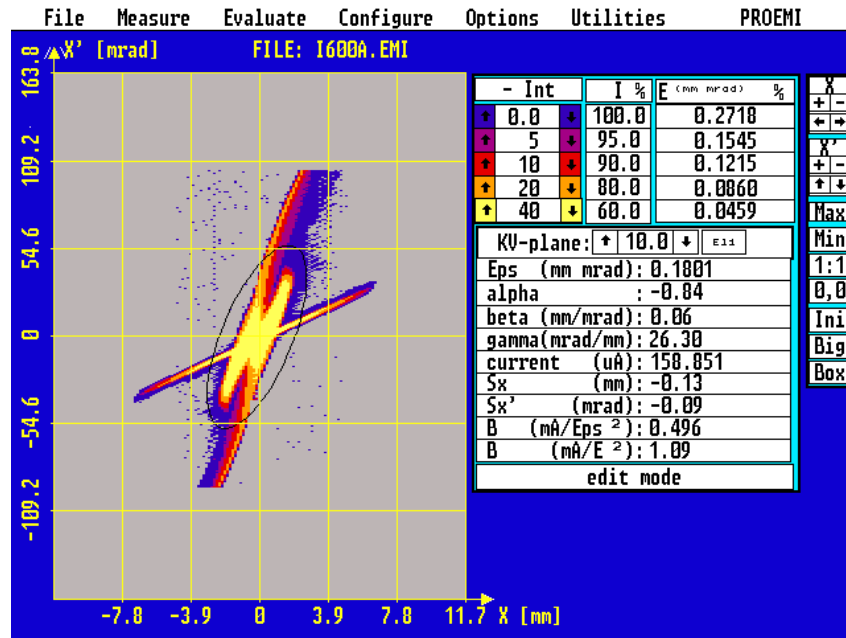 File Measure Evaluate Configure Options Utilities PROEMI
X' [mrad] FILE: I600A.EMI
163.8
109.2
54.6
0
-54.6
-109.2
-7.8 -3.9 0 3.9 7.8 11.7 X [mm]
- Int I % E (mm mrad) %
0.0 100.0 0.2718
5 95.0 0.1545
10 90.0 0.1215
20 80.0 0.0860
40 60.0 0.0459
KV-plane: 10.0 Ell
Eps (mm mrad): 0.1801
alpha : -0.84
beta (mm/mrad): 0.06
gamma(mrad/mm): 26.30
current (uA): 158.851
Sx (mm): -0.13
Sx' (mrad): -0.09
B (mA/Eps ²): 0.496
B (mA/E ²): 1.09
edit mode
X
+ -
X'
+ -
Max
Min
1:1
0,0
Ini
Big
Box